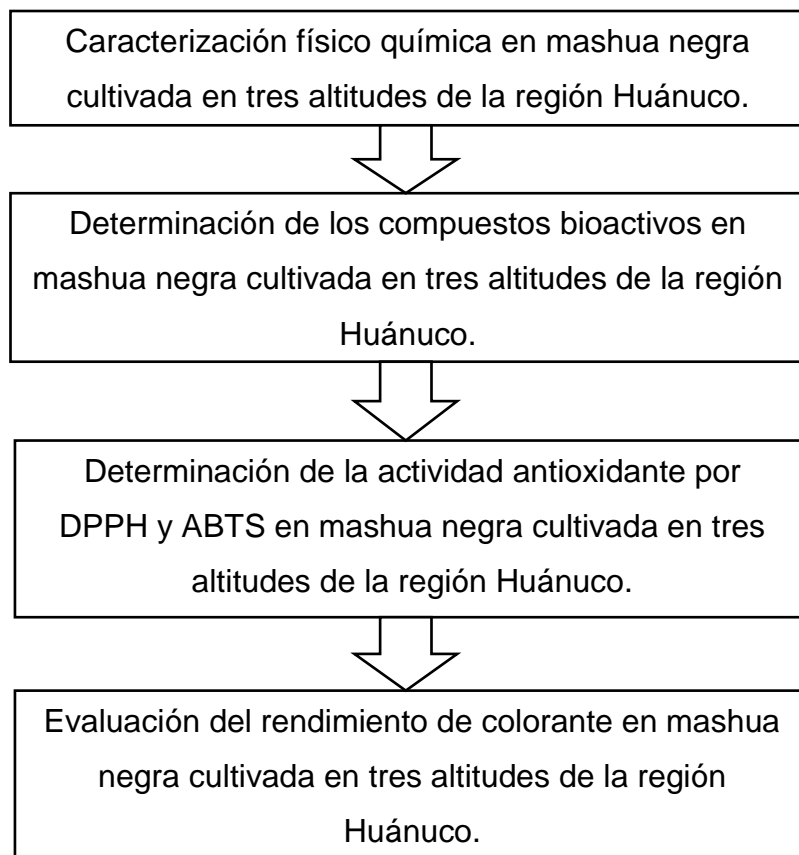 Caracterización físico química en mashua negra
cultivada en tres altitudes de la región Huánuco.
Determinación de los compuestos bioactivos en
mashua negra cultivada en tres altitudes de la región
Huánuco.
Determinación de la actividad antioxidante por
DPPH y ABTS en mashua negra cultivada en tres
altitudes de la región Huánuco.
Evaluación del rendimiento de colorante en mashua
negra cultivada en tres altitudes de la región
Huánuco.